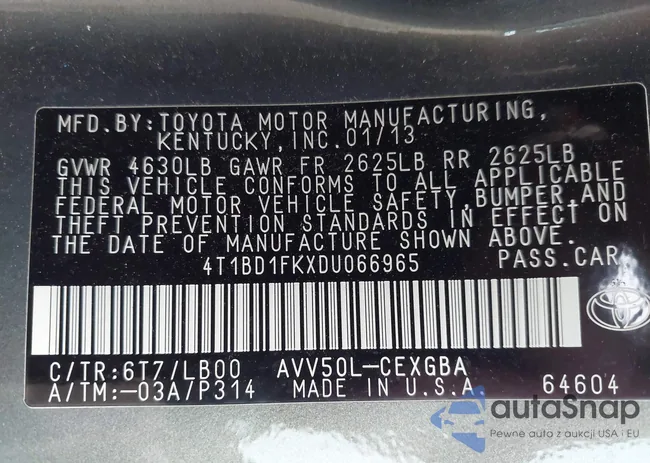 MFD.BY:TOYOTA MOTOR MANUFACTURING,
KENTUCKY,INC.01/13
GVWR 4630LB GAWR FR 2625LB RR 2625LB
THIS VEHICLE CONFORMS TO ALL APPLICABLE
FEDERAL MOTOR VEHICLE SAFETY,BUMPER,AND
THEFT PREVENTION STANDARDS IN EFFECT ON
THE DATE OF MANUFACTURE SHOWN ABOVE.
4T1BD1FKXDU066965 PASS.CAR
C/TR:6T7/LB00 AVV50L-CEXGBA
A/TM:-03A/P314 MADE IN U.S.A. 64604
autoSnap
Pewne auto z aukcji USA i EU